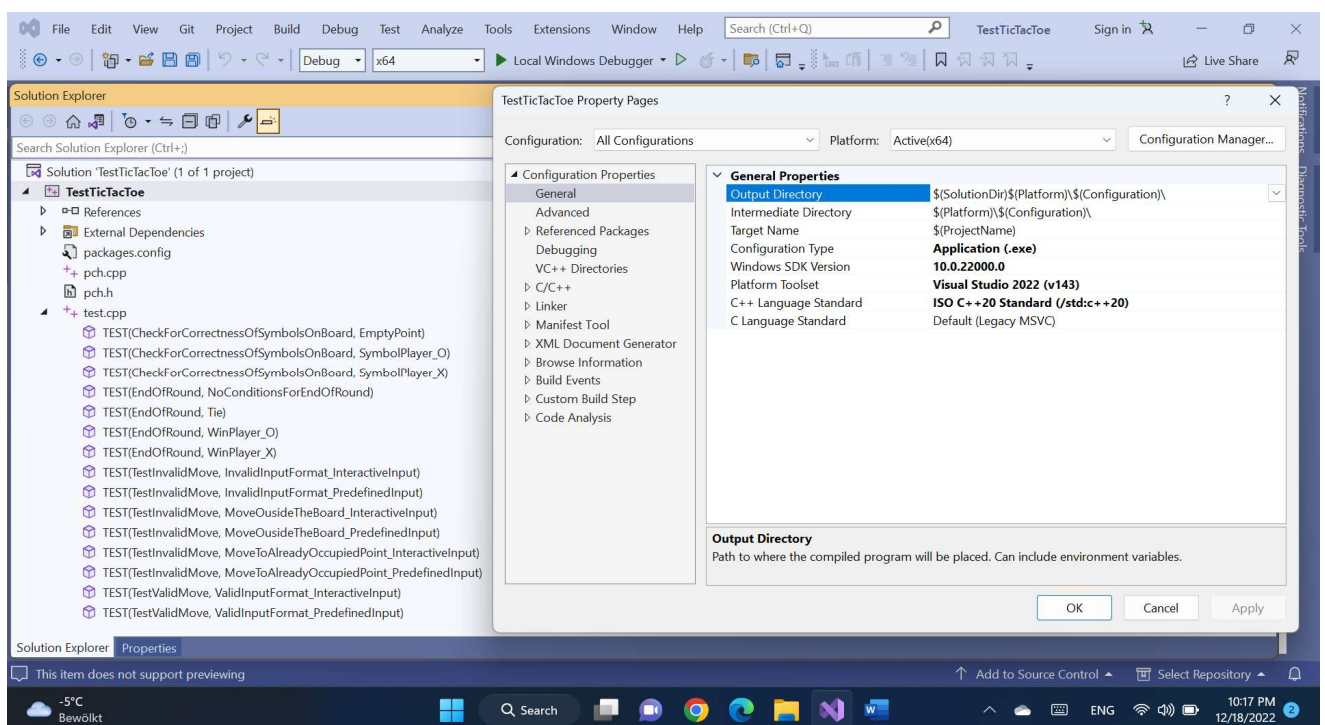 File Edit View Git Project Build Debug Test Analyze Tools Extensions Window Help Search (Ctrl+Q) TestTicTacToe Sign in
Debug x64 Local Windows Debugger Live Share
Solution Explorer
Search Solution Explorer (Ctrl+;)
Solution 'TestTicTacToe' (1 of 1 project)
TestTicTacToe
References
External Dependencies
packages.config
pch.cpp
pch.h
test.cpp
TEST(CheckForCorrectnessOfSymbolsOnBoard, EmptyPoint)
TEST(CheckForCorrectnessOfSymbolsOnBoard, SymbolPlayer_O)
TEST(CheckForCorrectnessOfSymbolsOnBoard, SymbolPlayer_X)
TEST(EndOfRound, NoConditionsForEndOfRound)
TEST(EndOfRound, Tie)
TEST(EndOfRound, WinPlayer_O)
TEST(EndOfRound, WinPlayer_X)
TEST(TestInvalidMove, InvalidInputFormat_InteractiveInput)
TEST(TestInvalidMove, InvalidInputFormat_PredefinedInput)
TEST(TestInvalidMove, MoveOusideTheBoard_InteractiveInput)
TEST(TestInvalidMove, MoveOusideTheBoard_PredefinedInput)
TEST(TestInvalidMove, MoveToAlreadyOccupiedPoint_InteractiveInput)
TEST(TestInvalidMove, MoveToAlreadyOccupiedPoint_PredefinedInput)
TEST(TestValidMove, ValidInputFormat_InteractiveInput)
TEST(TestValidMove, ValidInputFormat_PredefinedInput)
Solution Explorer Properties
TestTicTacToe Property Pages ? X
Configuration: All Configurations Platform: Active(x64) Configuration Manager...
Configuration Properties
General
Advanced
Referenced Packages
Debugging
VC++ Directories
C/C++
Linker
Manifest Tool
XML Document Generator
Browse Information
Build Events
Custom Build Step
Code Analysis
General Properties
Output Directory $(SolutionDir)$(Platform)\$(Configuration)\
Intermediate Directory $(Platform)\$(Configuration)\
Target Name $(ProjectName)
Configuration Type Application (.exe)
Windows SDK Version 10.0.22000.0
Platform Toolset Visual Studio 2022 (v143)
C++ Language Standard ISO C++20 Standard (/std:c++20)
C Language Standard Default (Legacy MSVC)
Output Directory
Path to where the compiled program will be placed. Can include environment variables.
OK Cancel Apply
Notifications
Diagnostic Tools
This item does not support previewing Add to Source Control Select Repository
-5°C
Bewölkt
Search
ENG
10:17 PM
12/18/2022
2